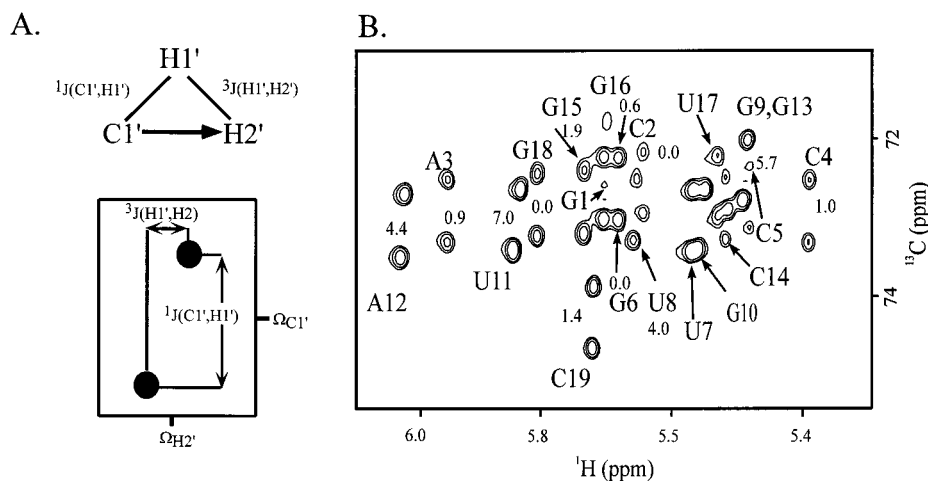 A.
H1'
1J(C1',H1')
3J(H1',H2')
C1'
H2'
3J(H1',H2)
1J(C1',H1')
ΩC1'
ΩH2'
B.
G16
G15
0.6
U17
G9,G13
1.9
C2
A3
G18
0.0
5.7
C4
G1
4.4
0.9
7.0
0.0
1.0
C5
U11
C14
A12
0.0
G6
U8
G10
1.4
4.0
U7
C19
72
74
13C (ppm)
6.0
5.8
5.5
5.4
1H (ppm)